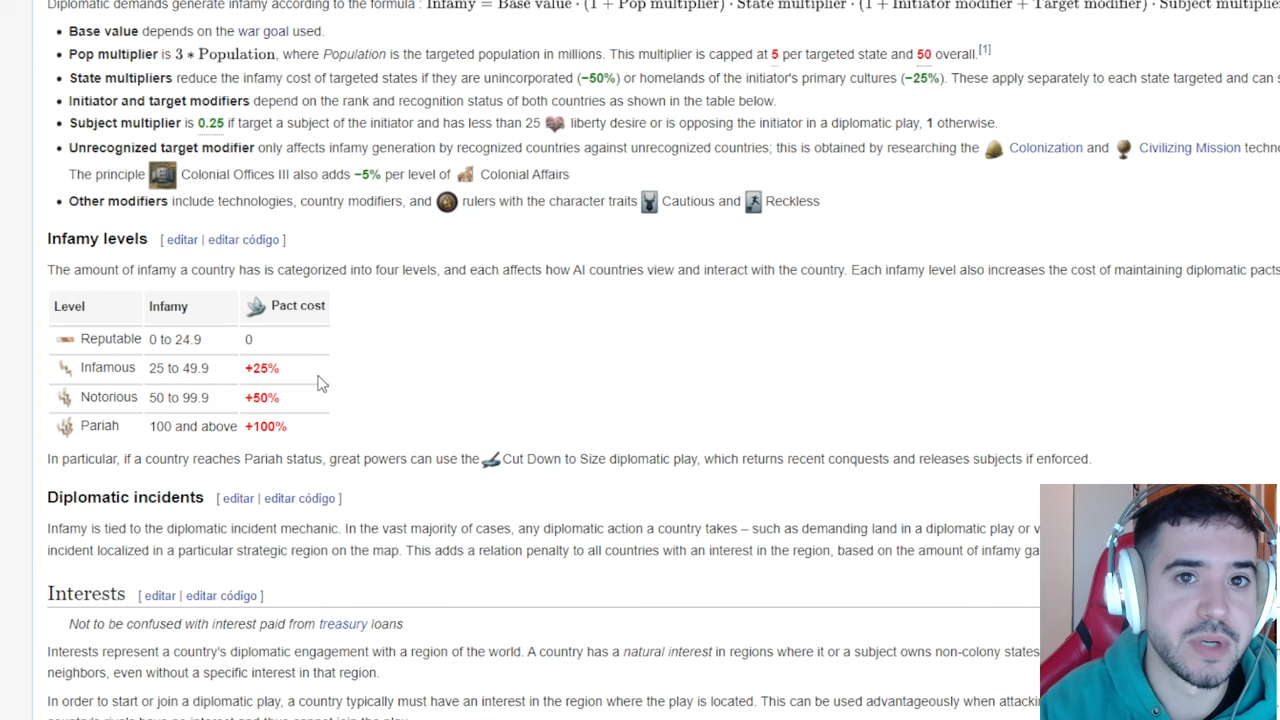 Diplomatic demands generate infamy according to the formula : Infamy = Base value · (1 + Pop multiplier) · State multiplier · (1 + Initiator modifier + Target modifier) · Subject multiplier
• Base value depends on the war goal used.
• Pop multiplier is 3 * Population, where Population is the targeted population in millions. This multiplier is capped at 5 per targeted state and 50 overall.[1]
• State multipliers reduce the infamy cost of targeted states if they are unincorporated (−50%) or homelands of the initiator's primary cultures (−25%). These apply separately to each state targeted and can
• Initiator and target modifiers depend on the rank and recognition status of both countries as shown in the table below.
• Subject multiplier is 0.25 if target a subject of the initiator and has less than 25 liberty desire or is opposing the initiator in a diplomatic play, 1 otherwise.
• Unrecognized target modifier only affects infamy generation by recognized countries against unrecognized countries; this is obtained by researching the Colonization and Civilizing Mission
The principle Colonial Offices III also adds −5% per level of Colonial Affairs
• Other modifiers include technologies, country modifiers, and rulers with the character traits Cautious and Reckless
Infamy levels [ editar | editar código ]
The amount of infamy a country has is categorized into four levels, and each affects how AI countries view and interact with the country. Each infamy level also increases the cost of maintaining diplomatic pacts
Level Infamy Pact cost
Reputable 0 to 24.9 0
Infamous 25 to 49.9 +25%
Notorious 50 to 99.9 +50%
Pariah 100 and above +100%
In particular, if a country reaches Pariah status, great powers can use the Cut Down to Size diplomatic play, which returns recent conquests and releases subjects if enforced.
Diplomatic incidents [ editar | editar código ]
Infamy is tied to the diplomatic incident mechanic. In the vast majority of cases, any diplomatic action a country takes – such as demanding land in a diplomatic play or
incident localized in a particular strategic region on the map. This adds a relation penalty to all countries with an interest in the region, based on the amount of infamy
Interests [ editar | editar código ]
Not to be confused with interest paid from treasury loans
Interests represent a country's diplomatic engagement with a region of the world. A country has a natural interest in regions where it or a subject owns non-colony states
neighbors, even without a specific interest in that region.
In order to start or join a diplomatic play, a country typically must have an interest in the region where the play is located. This can be used advantageously when